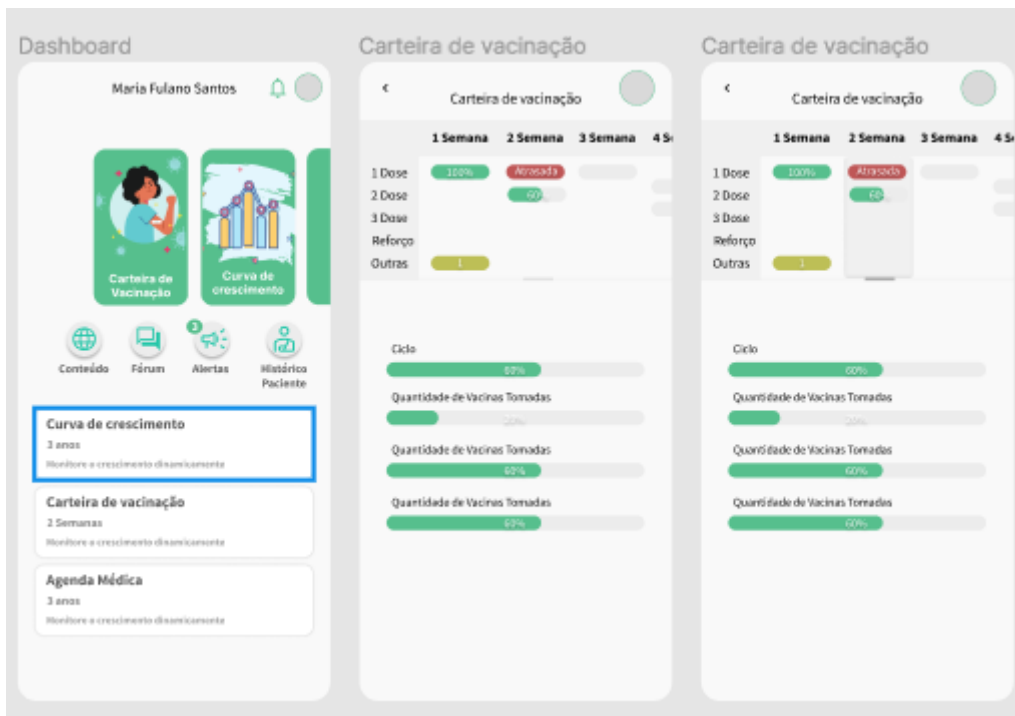 Dashboard
Maria Fulano Santos
Carteira de
Vacinação
Curva de
crescimento
3
Conteúdo
Fórum
Alertas
Histórico
Paciente
Curva de crescimento
3 anos
Monitore o crescimento dinamicamente
Carteira de vacinação
2 Semanas
Monitore o crescimento dinamicamente
Agenda Médica
3 anos
Monitore o crescimento dinamicamente
Carteira de vacinação
Carteira de vacinação
1 Semana 2 Semana 3 Semana 4 S
1 Dose 100% Atrasada
2 Dose 60
3 Dose
Reforço
Outras 1
Ciclo
60%
Quantidade de Vacinas Tomadas
20%
Quantidade de Vacinas Tomadas
60%
Quantidade de Vacinas Tomadas
60%
Carteira de vacinação
Carteira de vacinação
1 Semana 2 Semana 3 Semana 4 S
1 Dose 100% Atrasada
2 Dose 60
3 Dose
Reforço
Outras 1
Ciclo
60%
Quantidade de Vacinas Tomadas
20%
Quantidade de Vacinas Tomadas
60%
Quantidade de Vacinas Tomadas
60%